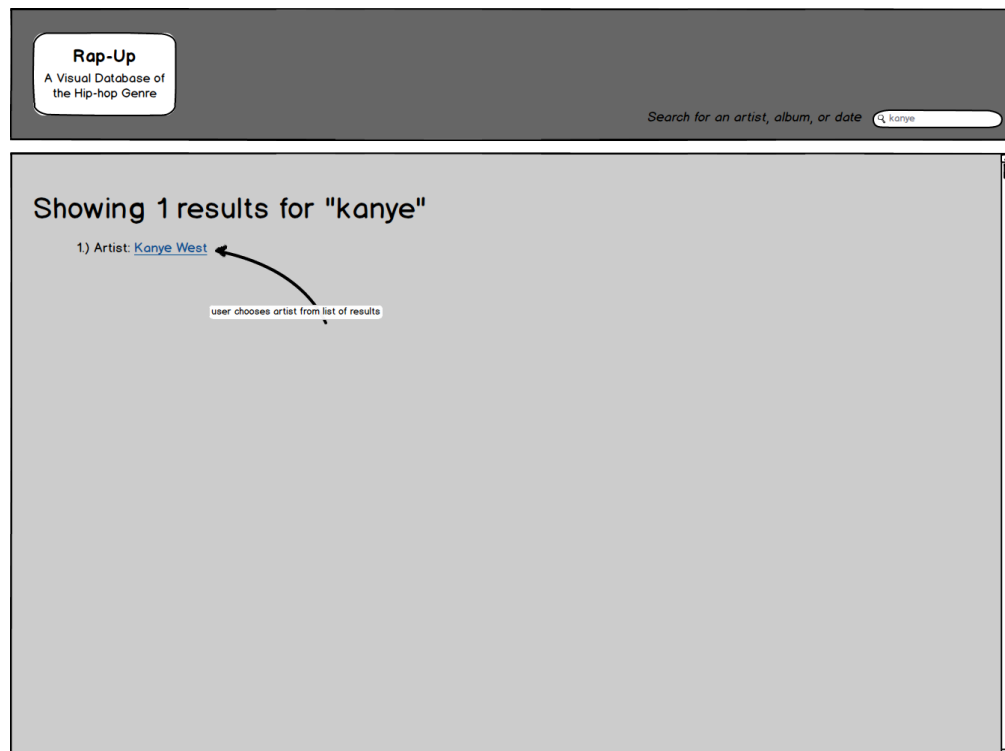 Rap-Up
A Visual Database of
the Hip-hop Genre
Search for an artist, album, or date
kanye
Showing 1 results for "kanye"
1.) Artist: Kanye West
user chooses artist from list of results